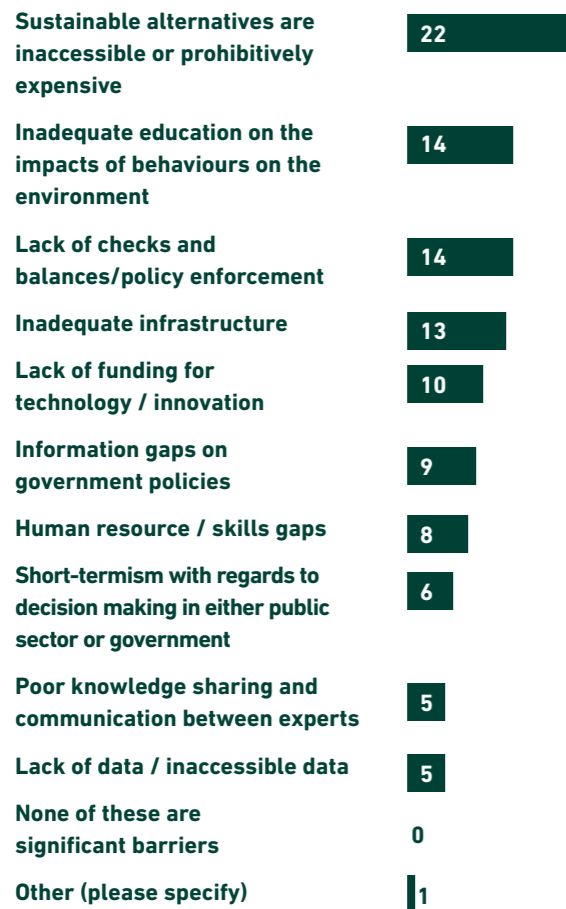 Sustainable alternatives are
inaccessible or prohibitively
expensive
22
Inadequate education on the
impacts of behaviours on the
environment
14
Lack of checks and
balances/policy enforcement
14
Inadequate infrastructure
13
Lack of funding for
technology / innovation
10
Information gaps on
government policies
9
Human resource / skills gaps
8
Short-termism with regards to
decision making in either public
sector or government
6
Poor knowledge sharing and
communication between experts
5
Lack of data / inaccessible data
5
None of these are
significant barriers
0
Other (please specify)
1